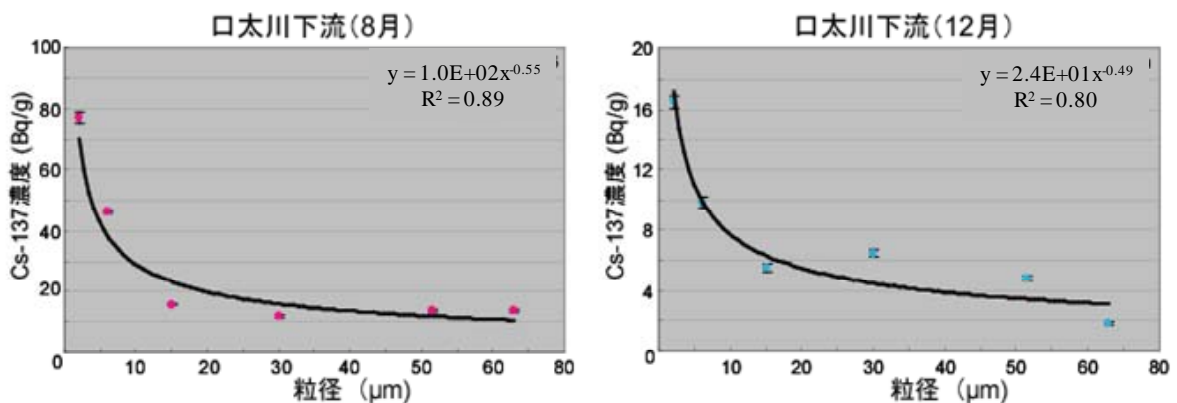 口太川下流(8月)
100
80
60
40
20
0
Cs-137濃度 (Bq/g)
y = 1.0E+02x-0.55
R2 = 0.89
0 10 20 30 40 50 60 70 80
粒径 (μm)
口太川下流(12月)
20
16
12
8
4
0
Cs-137濃度 (Bq/g)
y = 2.4E+01x-0.49
R2 = 0.80
10 20 30 40 50 60 70 80
粒径 (μm)